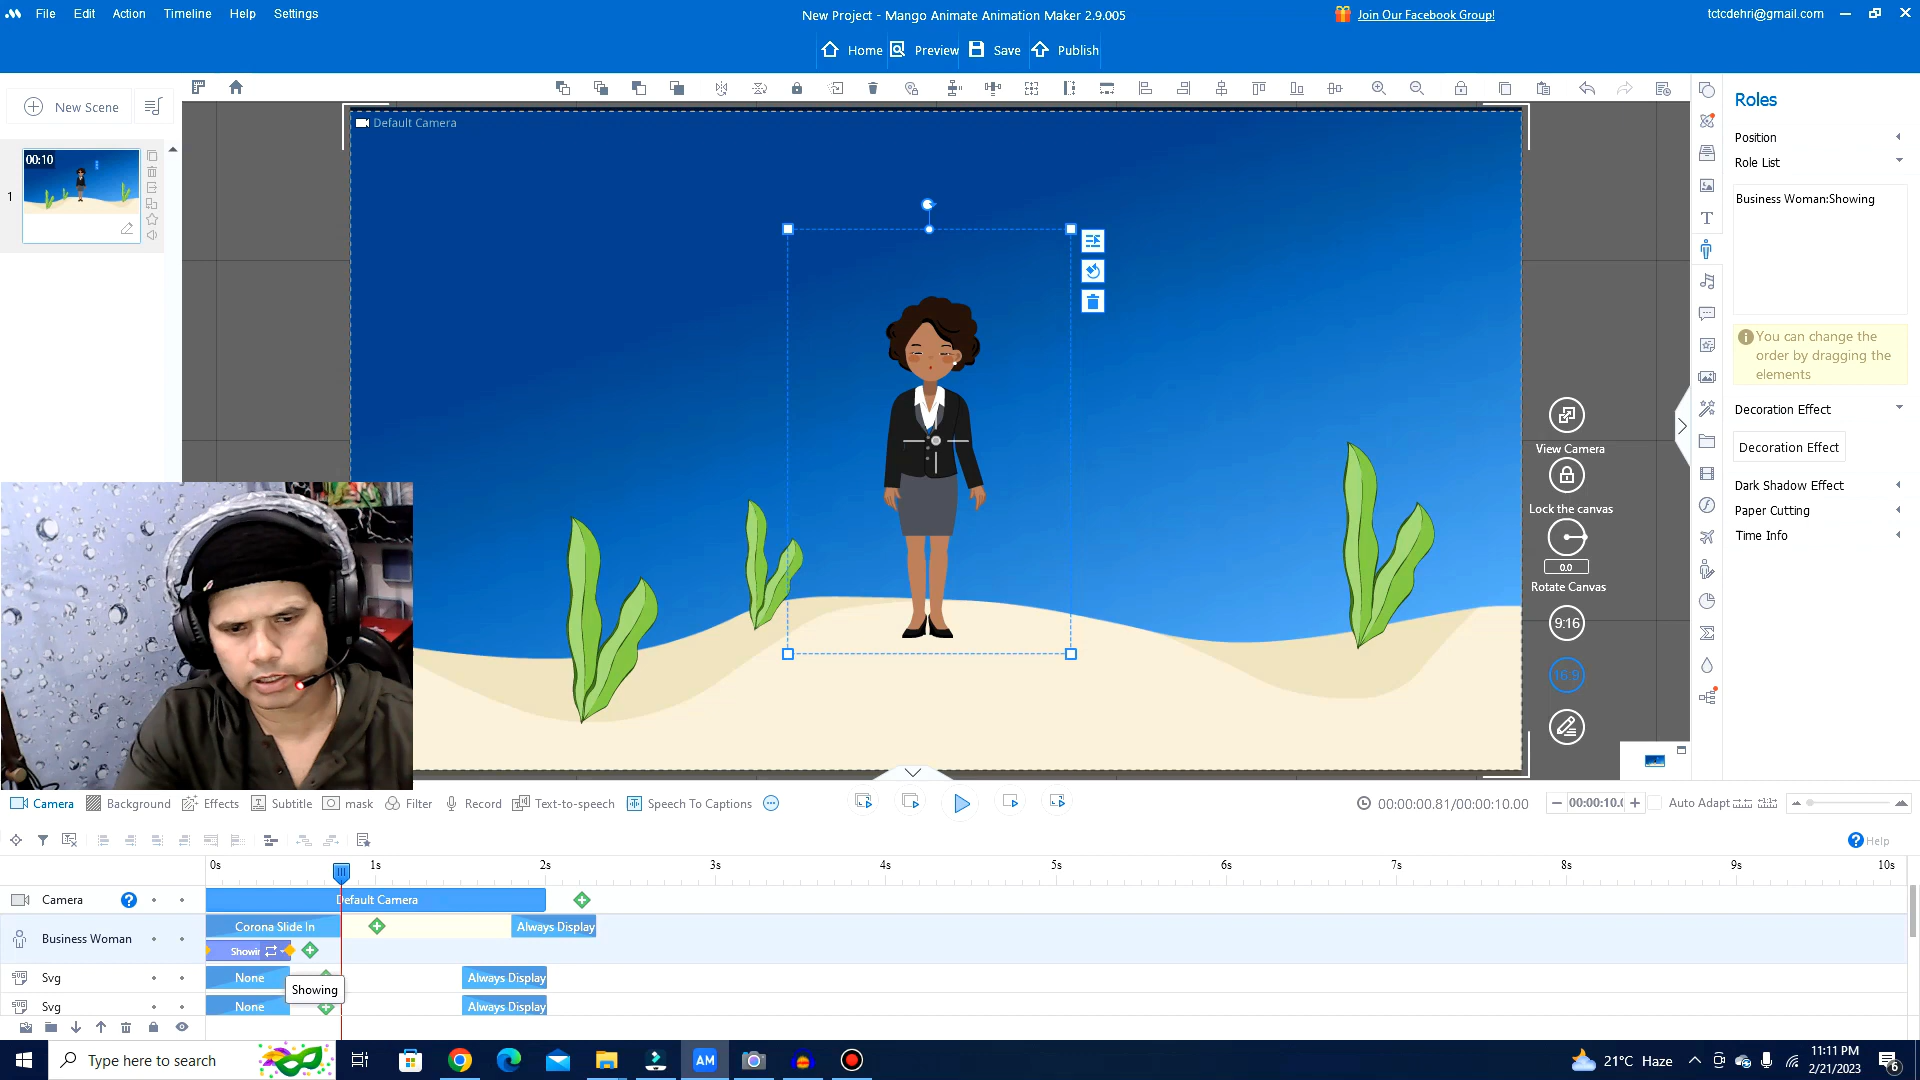 File Edit Action Timeline Help Settings
New Project - Mango Animate Animation Maker 2.9.005
Join Our Facebook Group!
tctcdehri@gmail.com
Home Preview Save Publish
New Scene
00:10
1
Default Camera
Roles
Position
Role List
Business Woman:Showing
You can change the
order by dragging the
elements
Decoration Effect
Decoration Effect
Dark Shadow Effect
Paper Cutting
Time Info
View Camera
Lock the canvas
0.0
Rotate Canvas
9:16
16:9
Camera Background Effects Subtitle mask Filter Record Text-to-speech Speech To Captions
00:00:00.81/00:00:10.00
00:00:10.
Auto Adapt
Help
0s 1s 2s 3s 4s 5s 6s 7s 8s 9s 10s
Camera ? Default Camera
Business Woman Corona Slide In Always Display
Showin
Svg None Always Display
Showing
Svg None Always Display
Type here to search
AM
21°C Haze
11:11 PM
2/21/2023
6